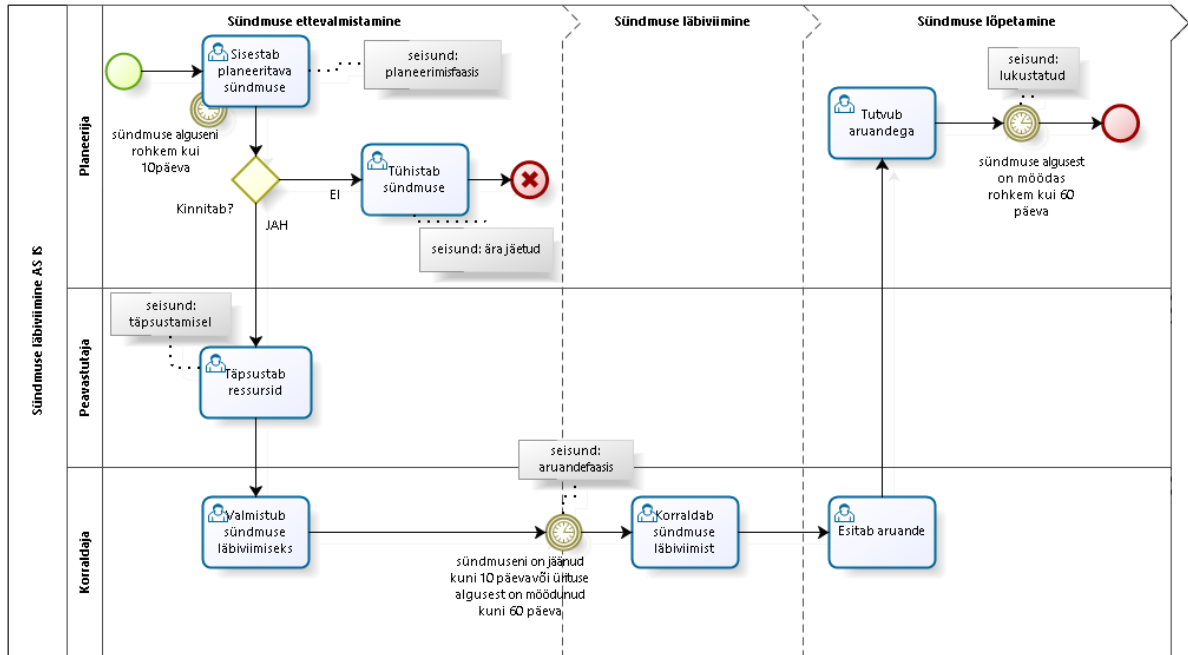 Sündmuse läbiviimine AS IS
Sündmuse ettevalmistamine
Sündmuse läbiviimine
Sündmuse lõpetamine
Planeerija
Sisestab
planeeritava
sündmuse
seisund:
planeerimisfaasis
sündmuse alguseni
rohkem kui
10päeva
Kinnitab?
EI
JAH
Tühistab
sündmuse
seisund: ära jäetud
Tutvub
aruandega
seisund:
lukustatud
sündmuse algusest
on möödas
rohkem kui 60
päeva
Peavastutaja
seisund:
täpsustamisel
Täpsustab
ressursid
Korraldaja
Valmistub
sündmuse
läbiviimiseks
seisund:
aruandefaasis
sündmuseni on jäänud
kuni 10 päevavõi ürituse
algusest on möödunud
kuni 60 päeva
Korraldab
sündmuse
läbiviimist
Esitab aruande